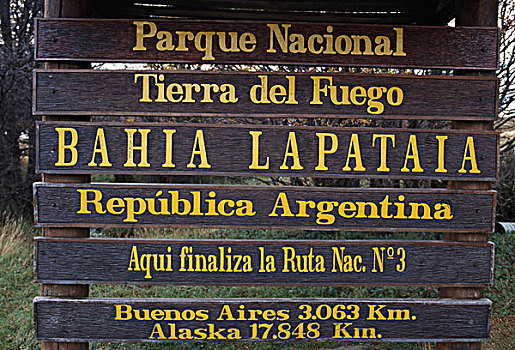 Parque Nacional
Tierra del Fuego
BAHIA LAPATAIA
República Argentina
Aqui finaliza la Ruta Nac. Nº3
Buenos Aires 3.063 Km.
Alaska 17.848 Km.